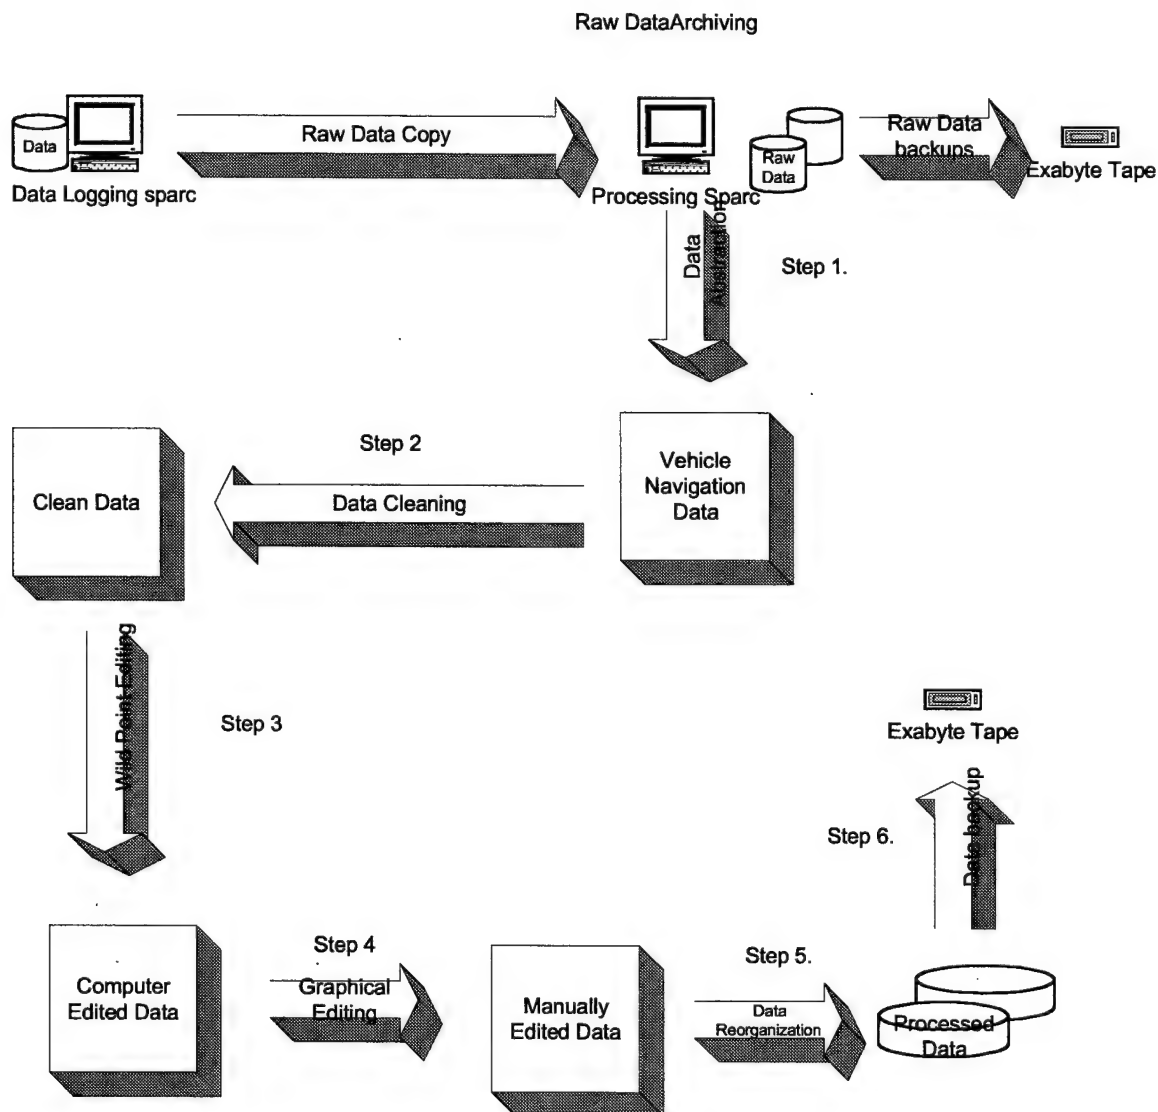 Raw DataArchiving
Data
Data Logging sparc
Raw Data Copy
Processing Sparc
Raw
Data
Raw Data
backups
Exabyte Tape
Data
Abstraction
Step 1.
Vehicle
Navigation
Data
Step 2
Data Cleaning
Clean Data
Wild Point Editing
Step 3
Computer
Edited Data
Step 4
Graphical
Editing
Manually
Edited Data
Step 5.
Data
Reorganization
Processed
Data
Step 6.
Data backup
Exabyte Tape